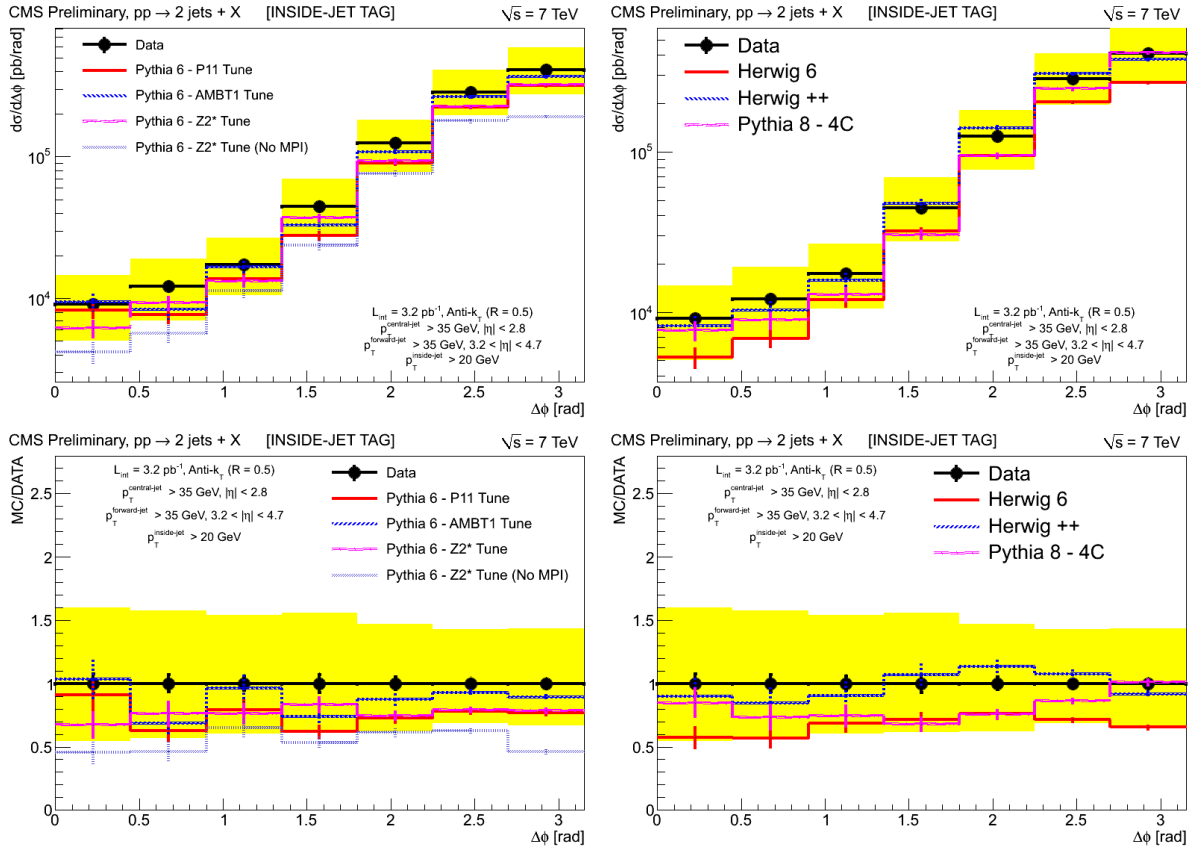 CMS Preliminary, pp → 2 jets + X [INSIDE-JET TAG] √s = 7 TeV
dσ/dΔϕ [pb/rad]
10⁵
10⁴
Data
Pythia 6 - P11 Tune
Pythia 6 - AMBT1 Tune
Pythia 6 - Z2* Tune
Pythia 6 - Z2* Tune (No MPI)
L_int = 3.2 pb⁻¹, Anti-k_T (R = 0.5)
p_T^central-jet > 35 GeV, |η| < 2.8
p_T^forward-jet > 35 GeV, 3.2 < |η| < 4.7
p_T^inside-jet > 20 GeV
0 0.5 1 1.5 2 2.5 3
Δϕ [rad]
CMS Preliminary, pp → 2 jets + X [INSIDE-JET TAG] √s = 7 TeV
dσ/dΔϕ [pb/rad]
10⁵
10⁴
Data
Herwig 6
Herwig ++
Pythia 8 - 4C
L_int = 3.2 pb⁻¹, Anti-k_T (R = 0.5)
p_T^central-jet > 35 GeV, |η| < 2.8
p_T^forward-jet > 35 GeV, 3.2 < |η| < 4.7
p_T^inside-jet > 20 GeV
0 0.5 1 1.5 2 2.5 3
Δϕ [rad]
CMS Preliminary, pp → 2 jets + X [INSIDE-JET TAG] √s = 7 TeV
MC/DATA
2.5
2
1.5
1
0.5
0
L_int = 3.2 pb⁻¹, Anti-k_T (R = 0.5)
p_T^central-jet > 35 GeV, |η| < 2.8
p_T^forward-jet > 35 GeV, 3.2 < |η| < 4.7
p_T^inside-jet > 20 GeV
Data
Pythia 6 - P11 Tune
Pythia 6 - AMBT1 Tune
Pythia 6 - Z2* Tune
Pythia 6 - Z2* Tune (No MPI)
0 0.5 1 1.5 2 2.5 3
Δϕ [rad]
CMS Preliminary, pp → 2 jets + X [INSIDE-JET TAG] √s = 7 TeV
MC/DATA
2.5
2
1.5
1
0.5
0
L_int = 3.2 pb⁻¹, Anti-k_T (R = 0.5)
p_T^central-jet > 35 GeV, |η| < 2.8
p_T^forward-jet > 35 GeV, 3.2 < |η| < 4.7
p_T^inside-jet > 20 GeV
Data
Herwig 6
Herwig ++
Pythia 8 - 4C
0 0.5 1 1.5 2 2.5 3
Δϕ [rad]